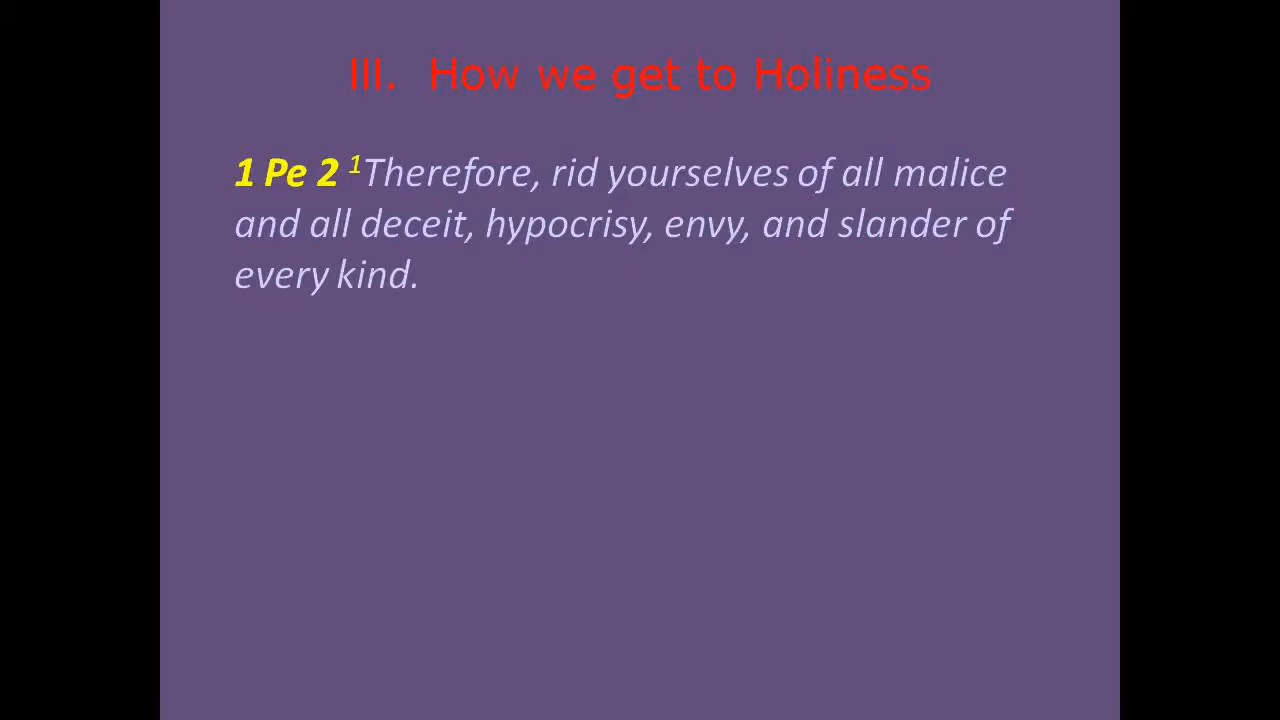 III. How we get to Holiness
1 Pe 2 ¹Therefore, rid yourselves of all malice
and all deceit, hypocrisy, envy, and slander of
every kind.